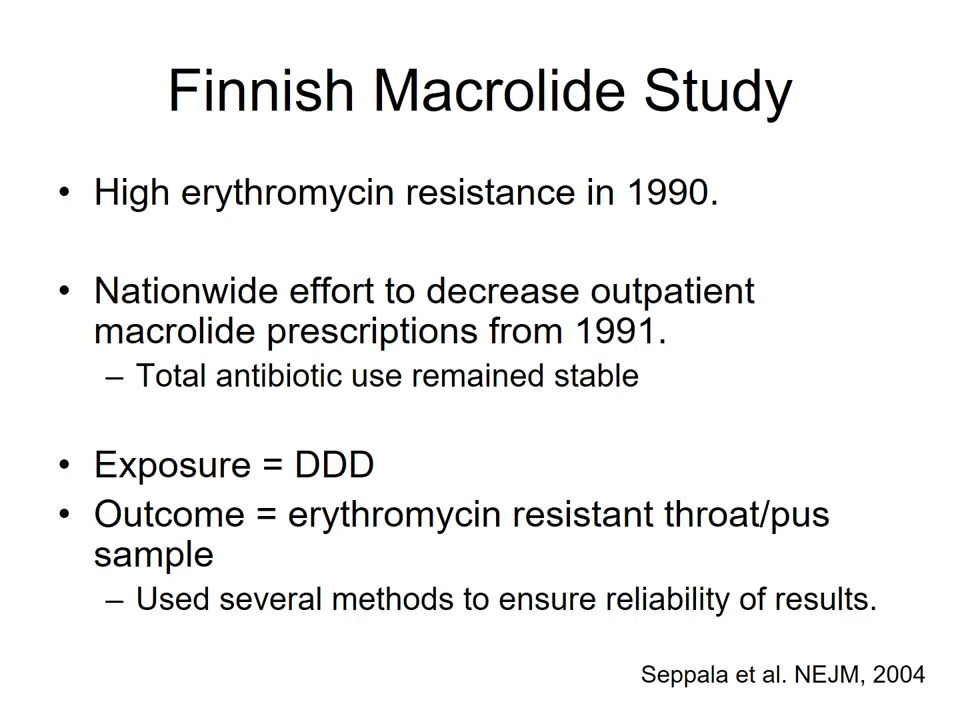 Finnish Macrolide Study
• High erythromycin resistance in 1990.
• Nationwide effort to decrease outpatient
macrolide prescriptions from 1991.
– Total antibiotic use remained stable
• Exposure = DDD
• Outcome = erythromycin resistant throat/pus
sample
– Used several methods to ensure reliability of results.
Seppala et al. NEJM, 2004